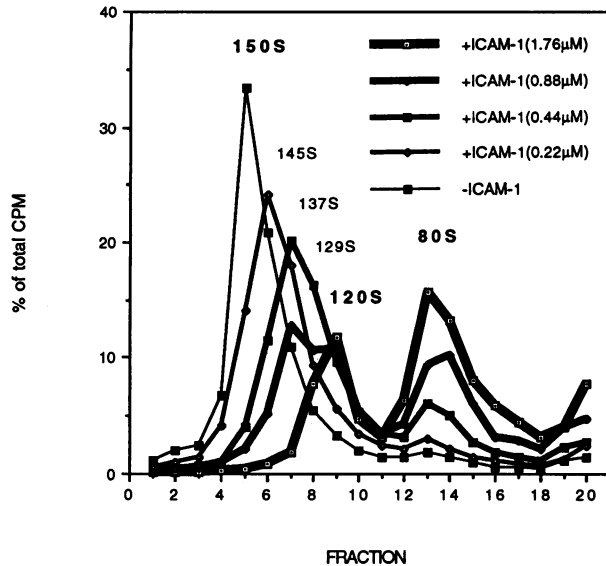 40
30
20
10
0
% of total CPM
150S
145S
137S
129S
120S
80S
+ICAM-1(1.76μM)
+ICAM-1(0.88μM)
+ICAM-1(0.44μM)
+ICAM-1(0.22μM)
-ICAM-1
0 2 4 6 8 10 12 14 16 18 20
FRACTION